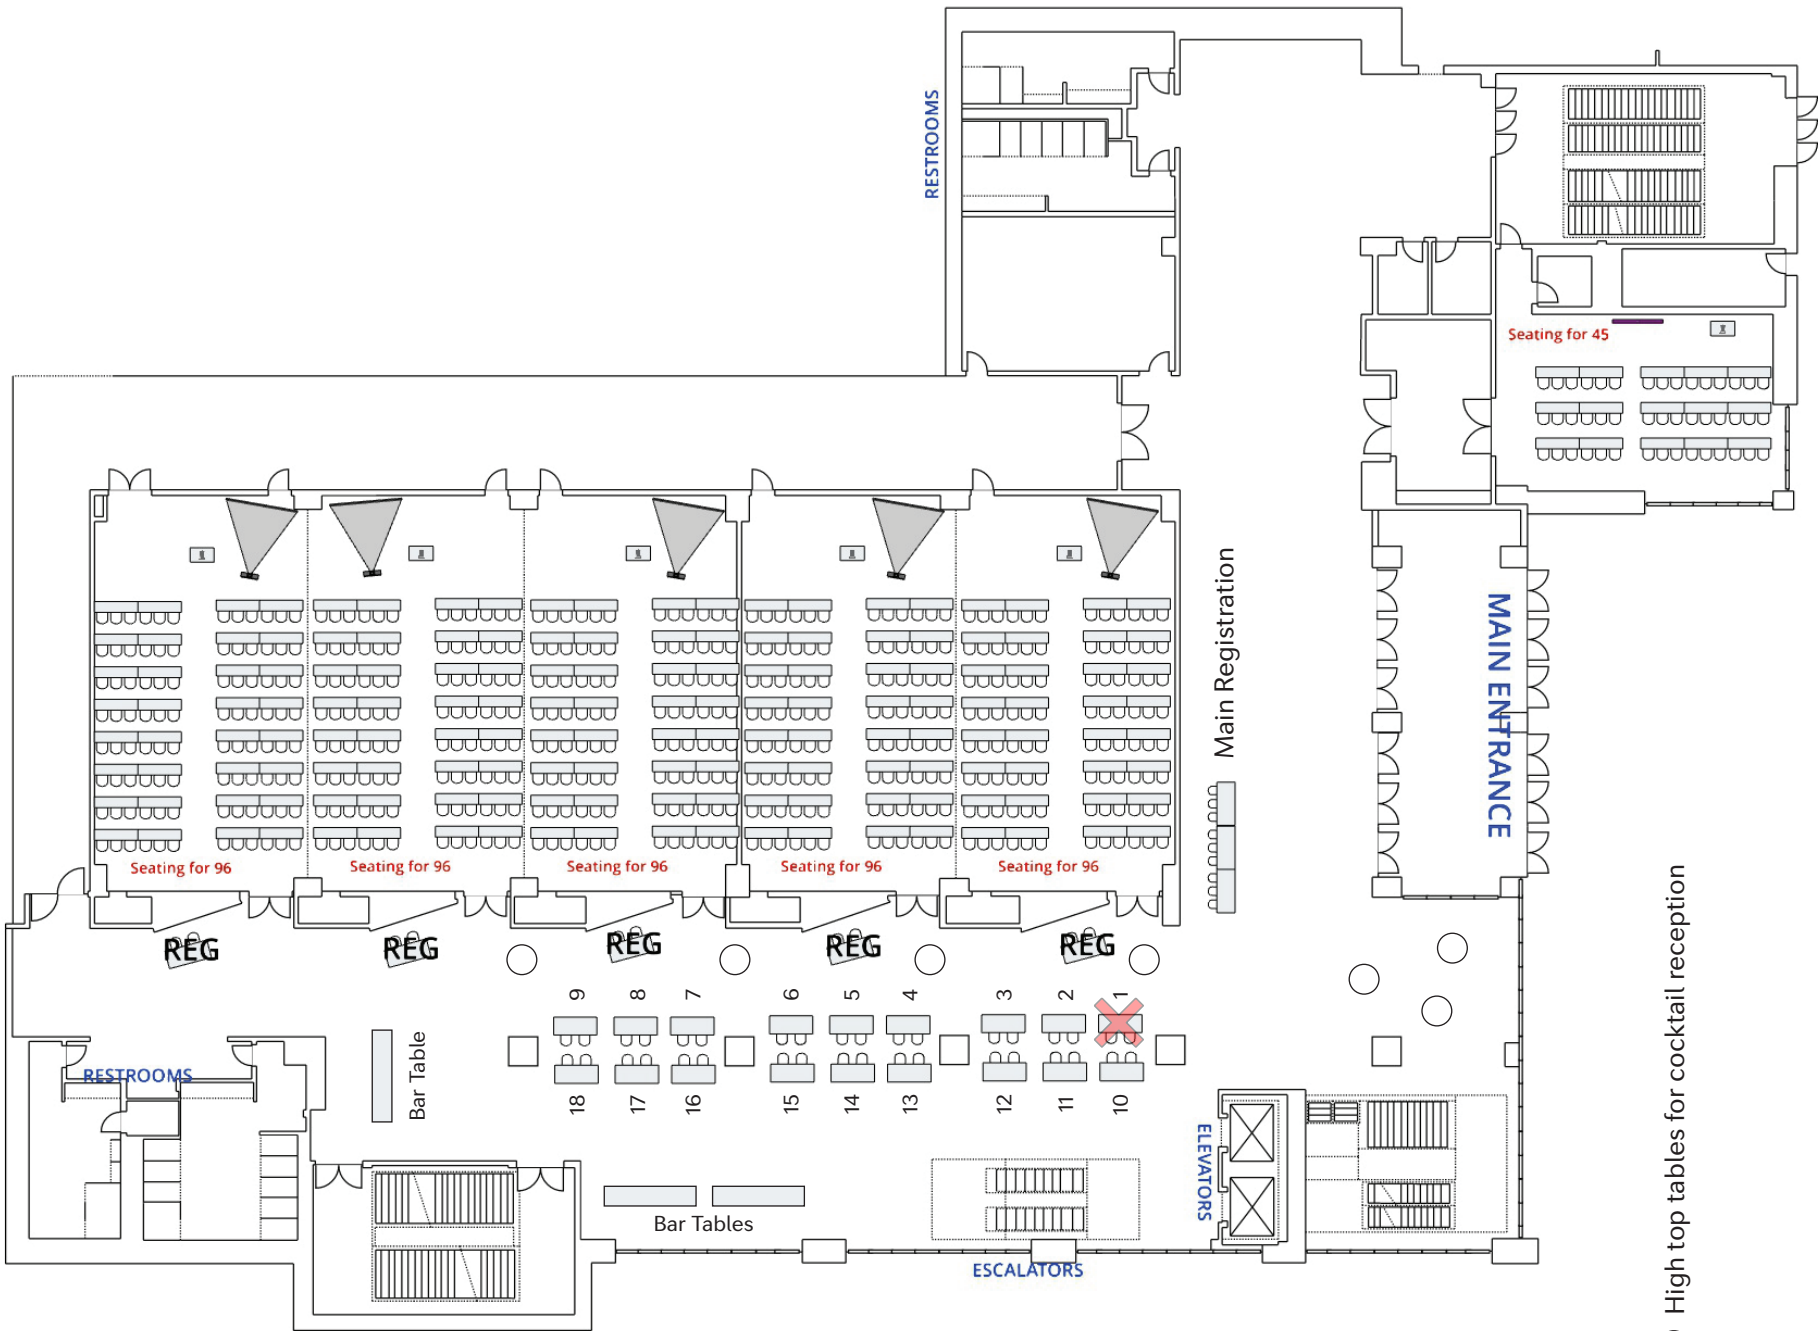 RESTROOMS
Seating for 45
Main Registration
MAIN ENTRANCE
Seating for 96
Seating for 96
Seating for 96
Seating for 96
Seating for 96
REG
REG
REG
REG
REG
9
8
7
6
5
4
3
2
1
RESTROOMS
Bar Table
18
17
16
15
14
13
12
11
10
ELEVATORS
Bar Tables
ESCALATORS
High top tables for cocktail reception